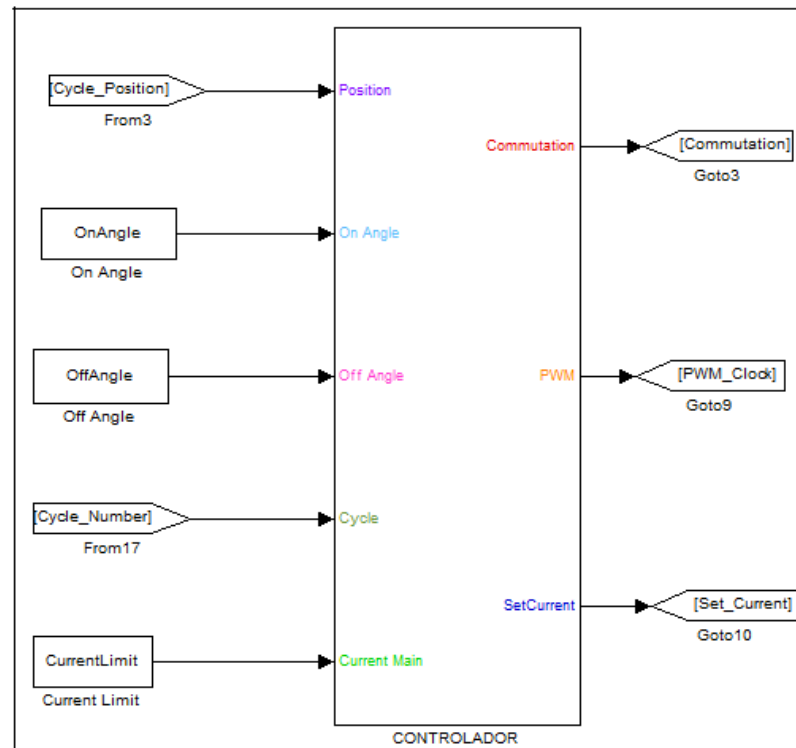 [Cycle_Position]
From3
Position
Commutation
[Commutation]
Goto3
OnAngle
On Angle
On Angle
OffAngle
Off Angle
Off Angle
PWM
[PWM_Clock]
Goto9
[Cycle_Number]
From17
Cycle
SetCurrent
[Set_Current]
Goto10
CurrentLimit
Current Limit
Current Main
CONTROLADOR